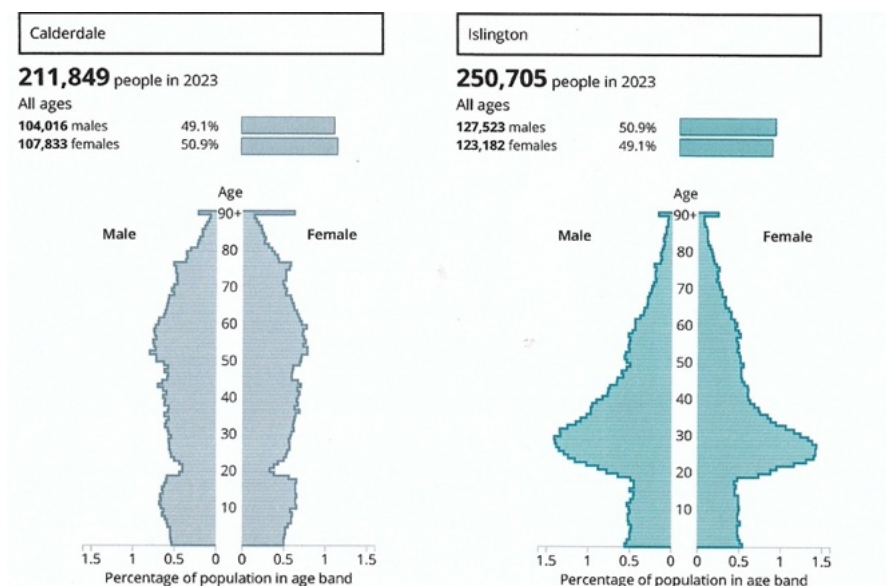 Calderdale
211,849 people in 2023
All ages
104,016 males 49.1%
107,833 females 50.9%
Age
90+
Male
Female
80
70
60
50
40
30
20
10
1.5 1 0.5 0 0 0.5 1 1.5
Percentage of population in age band
Islington
250,705 people in 2023
All ages
127,523 males 50.9%
123,182 females 49.1%
Age
90+
Male
Female
80
70
60
50
40
30
20
10
1.5 1 0.5 0 0 0.5 1 1.5
Percentage of population in age band